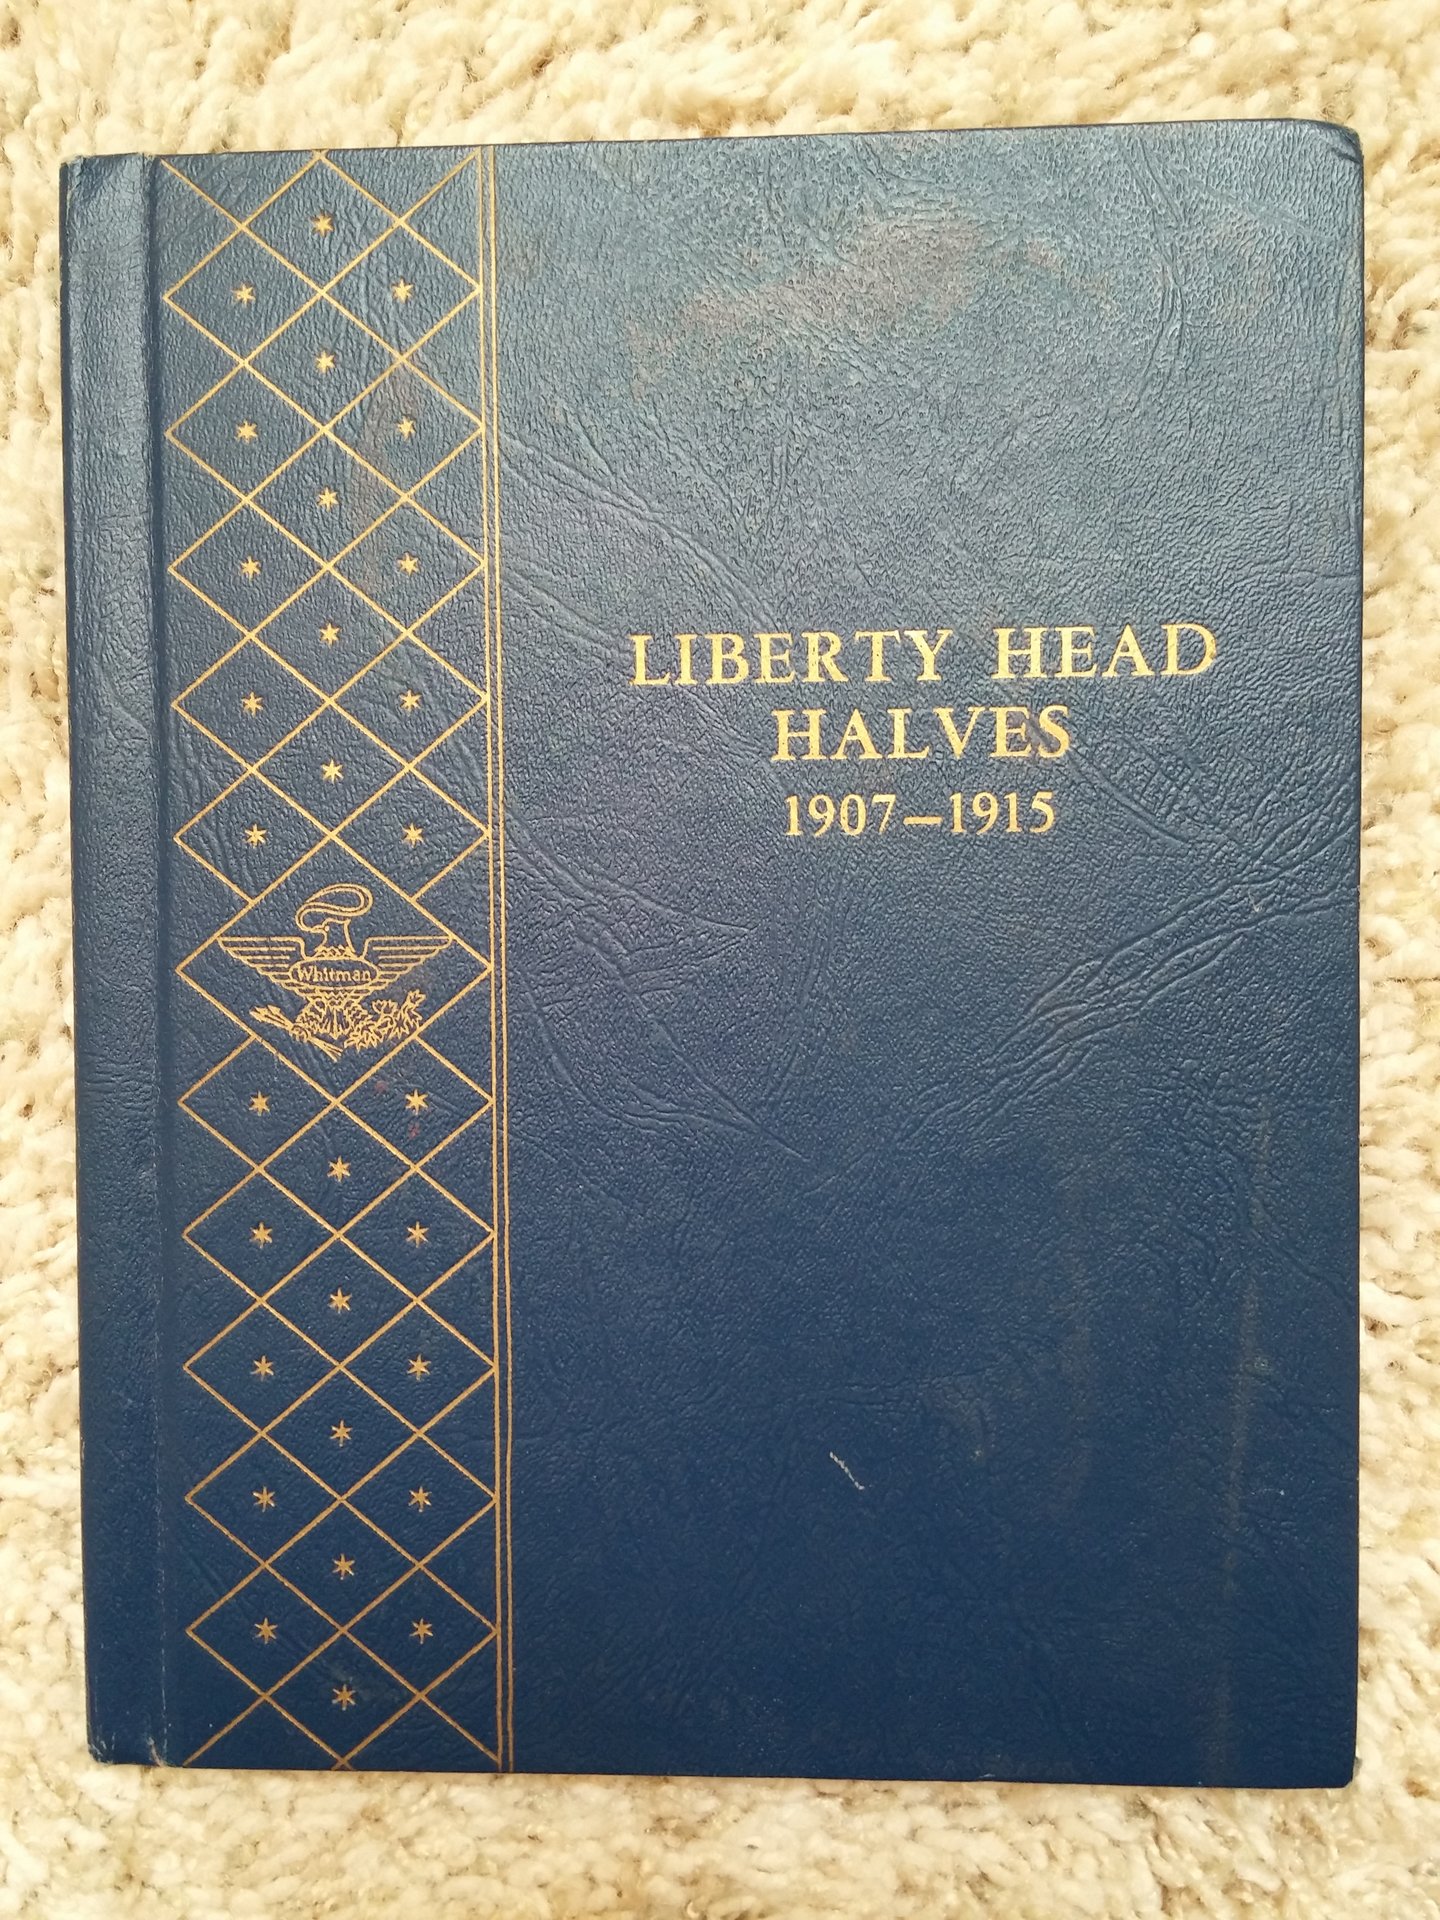 LIBERTY HEAD
HALVES
1907–1915
Whitman